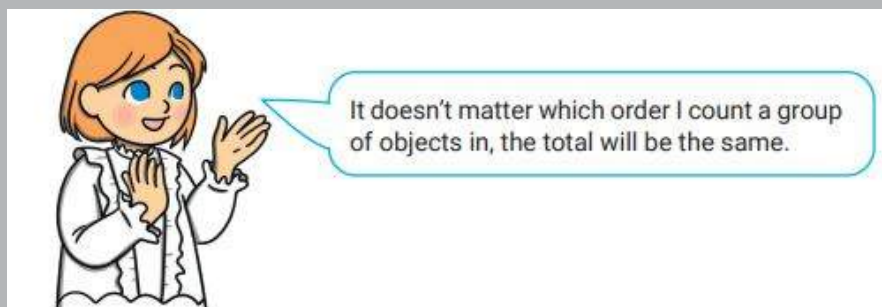 It doesn’t matter which order I count a group
of objects in, the total will be the same.